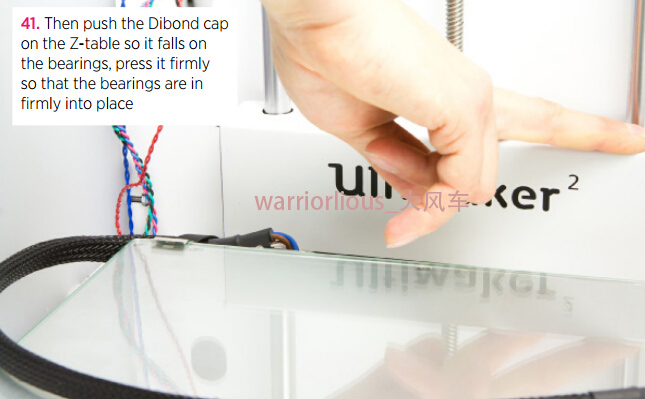 41. Then push the Dibond cap
on the Z-table so it falls on
the bearings, press it firmly
so that the bearings are in
firmly into place
Ultimaker 2
warriorlious_大风车